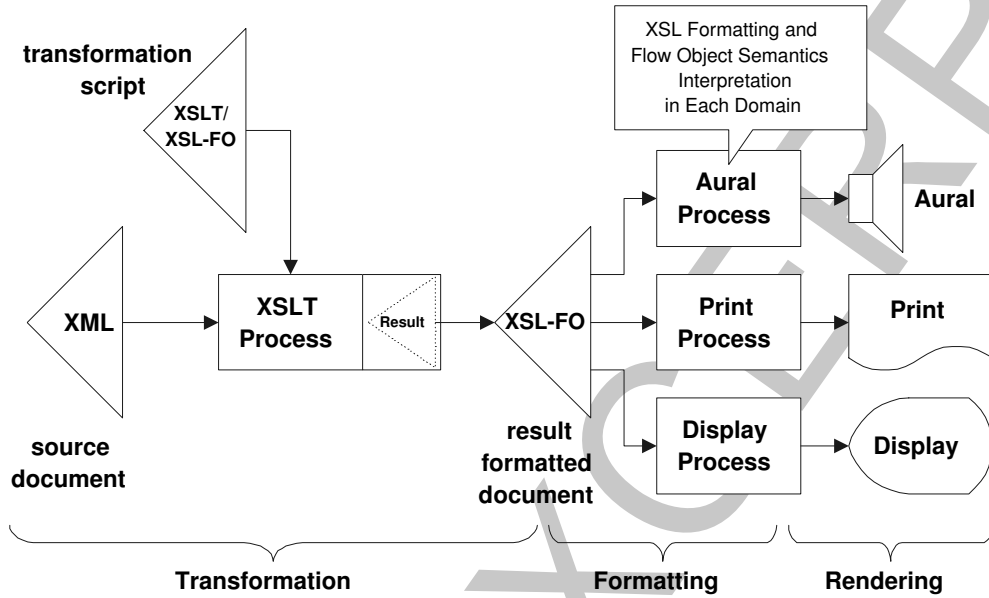 transformation
script
XSLT/
XSL-FO
XSL Formatting and
Flow Object Semantics
Interpretation
in Each Domain
Aural
Process
Aural
XML
XSLT
Process
Result
XSL-FO
Print
Process
Print
source
document
result
formatted
document
Display
Process
Display
Transformation
Formatting
Rendering
XCERP